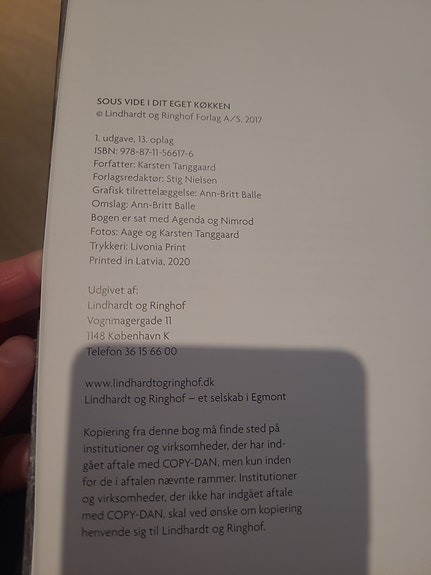 SOUS VIDE I DIT EGET KØKKEN
© Lindhardt og Ringhof Forlag A/S, 2017
1. udgave, 13. oplag
ISBN: 978-87-11-56617-6
Forfatter: Karsten Tanggaard
Forlagsredaktør: Stig Nielsen
Grafisk tilrettelæggelse: Ann-Britt Balle
Omslag: Ann-Britt Balle
Bogen er sat med Agenda og Nimrod
Fotos: Aage og Karsten Tanggaard
Trykkeri: Livonia Print
Printed in Latvia, 2020
Udgivet af:
Lindhardt og Ringhof
Vognmagergade 11
1148 København K
Telefon 36 15 66 00
www.lindhardtogringhof.dk
Lindhardt og Ringhof – et selskab i Egmont
Kopiering fra denne bog må finde sted på
institutioner og virksomheder, der har ind-
gået aftale med COPY-DAN, men kun inden
for de i aftalen nævnte rammer. Institutioner
og virksomheder, der ikke har indgået aftale
med COPY-DAN, skal ved ønske om kopiering
henvende sig til Lindhardt og Ringhof.